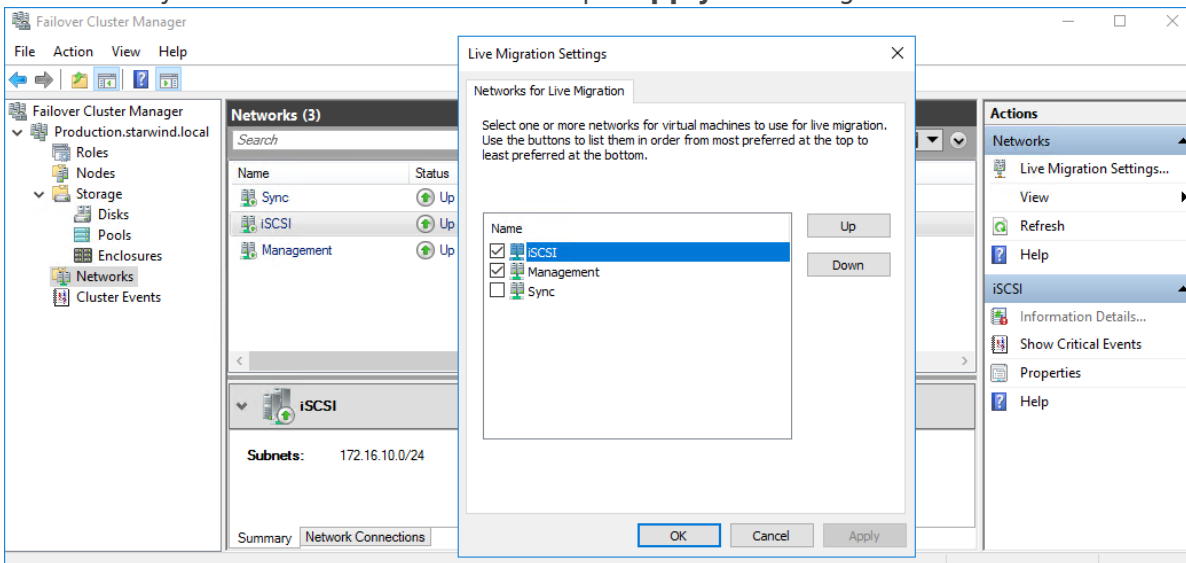 Apply
Failover Cluster Manager
File Action View Help
Failover Cluster Manager
Production.starwind.local
Roles
Nodes
Storage
Disks
Pools
Enclosures
Networks
Cluster Events
Networks (3)
Search
Name Status
Sync Up
iSCSI Up
Management Up
iSCSI
Subnets: 172.16.10.0/24
Summary Network Connections
Live Migration Settings
Networks for Live Migration
Select one or more networks for virtual machines to use for live migration.
Use the buttons to list them in order from most preferred at the top to
least preferred at the bottom.
Name
iSCSI
Management
Sync
Up
Down
OK Cancel Apply
Actions
Networks
Live Migration Settings...
View
Refresh
Help
iSCSI
Information Details...
Show Critical Events
Properties
Help